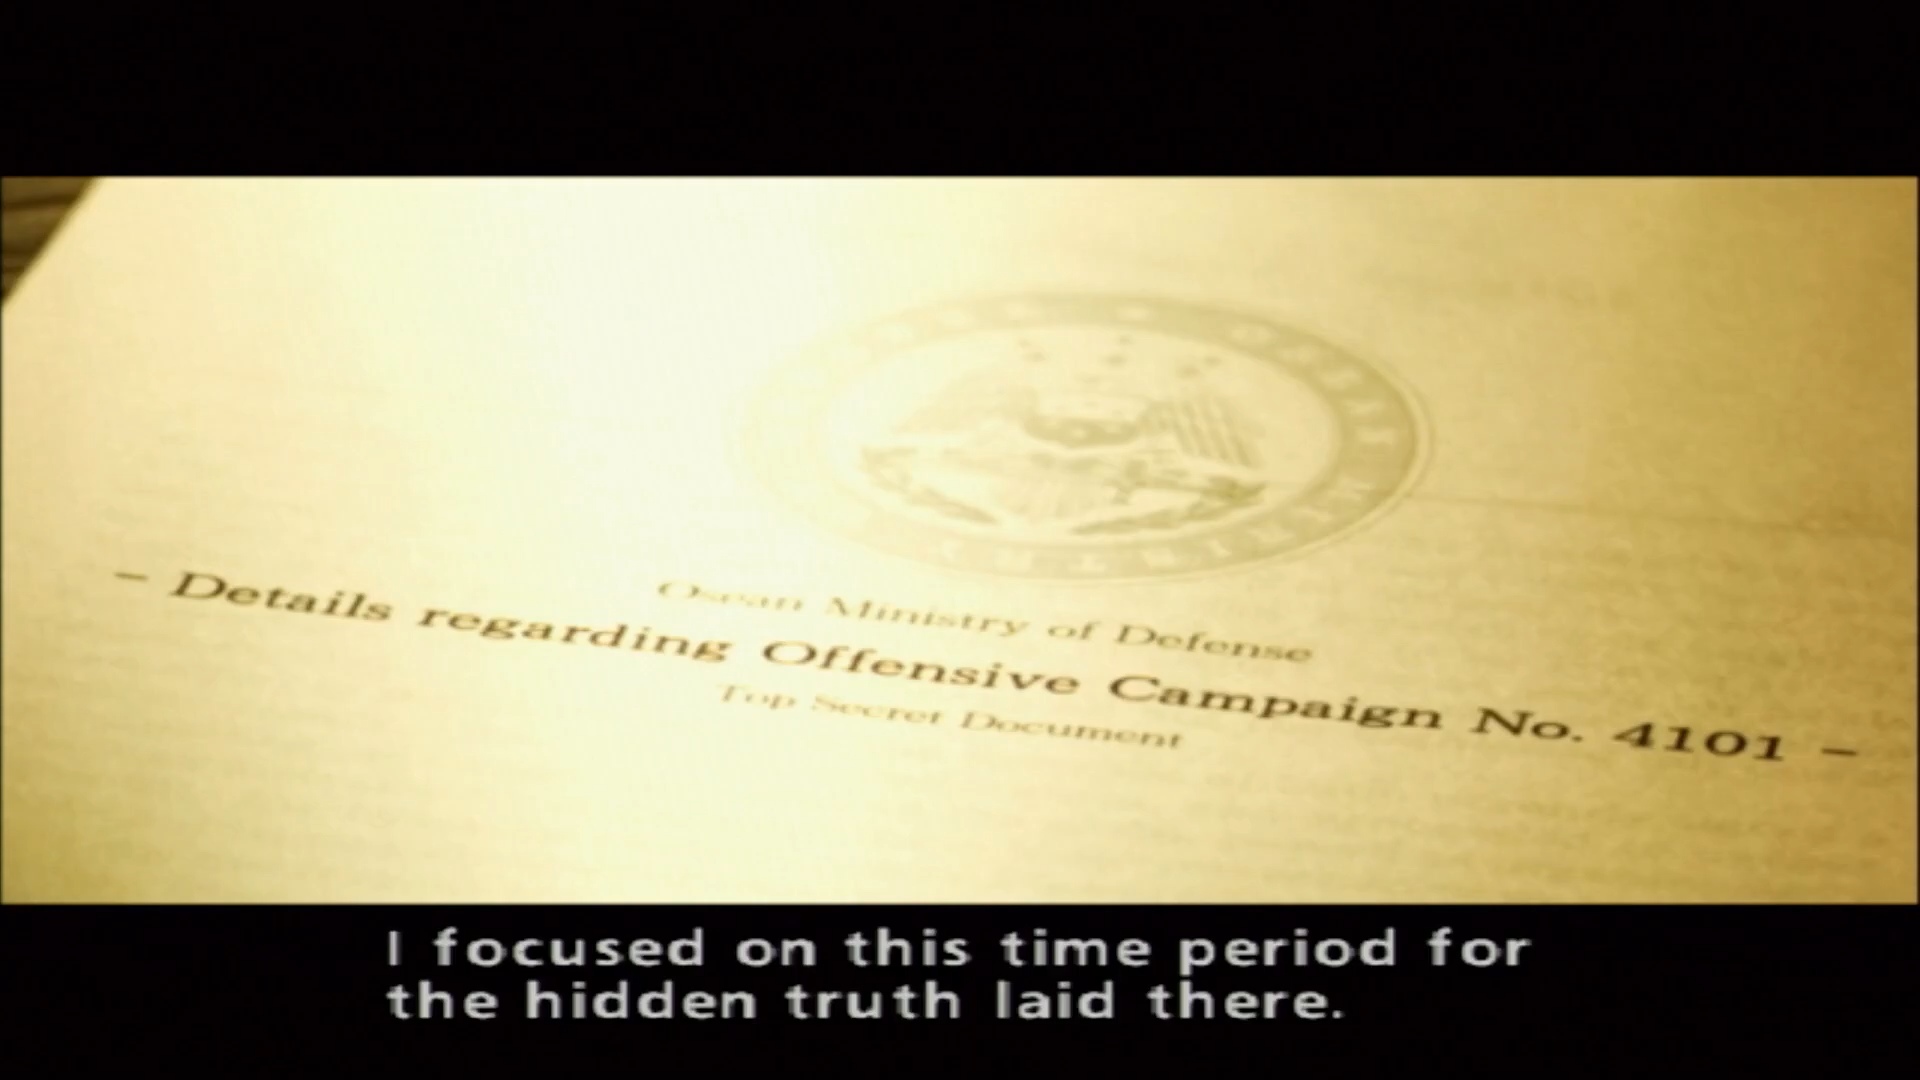 Osean Ministry of Defense
– Details regarding Offensive Campaign No. 4101 –
Top Secret Document
I focused on this time period for
the hidden truth laid there.